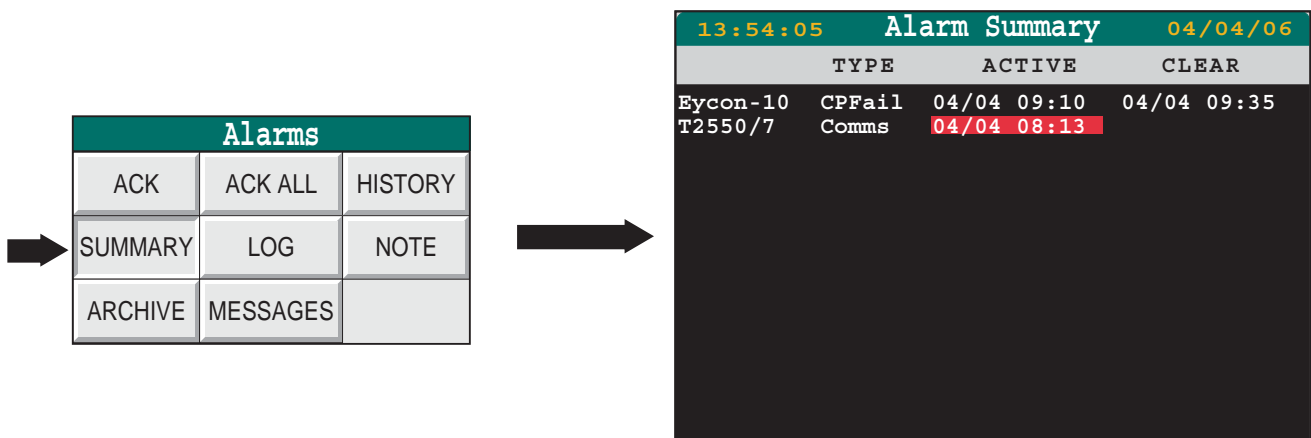 Alarms
ACK ACK ALL HISTORY
SUMMARY LOG NOTE
ARCHIVE MESSAGES
13:54:05 Alarm Summary 04/04/06
TYPE ACTIVE CLEAR
Eycon-10 CPFail 04/04 09:10 04/04 09:35
T2550/7 Comms 04/04 08:13